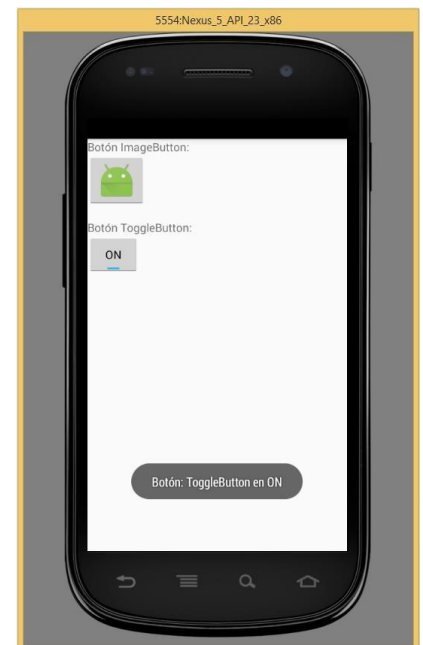 5554:Nexus_5_API_23_x86
Botón ImageButton:
Botón ToggleButton:
ON
Botón: ToggleButton en ON